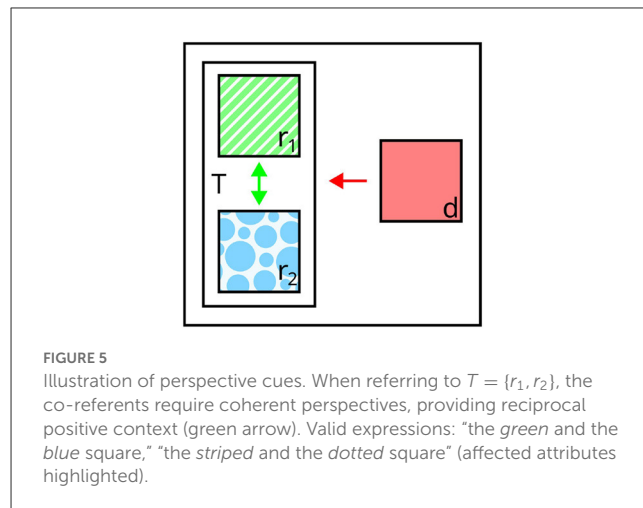 r1
T
d
r2
FIGURE 5
Illustration of perspective cues. When referring to T = {r1, r2}, the
co-referents require coherent perspectives, providing reciprocal
positive context (green arrow). Valid expressions: “the green and the
blue square,” “the striped and the dotted square” (affected attributes
highlighted).